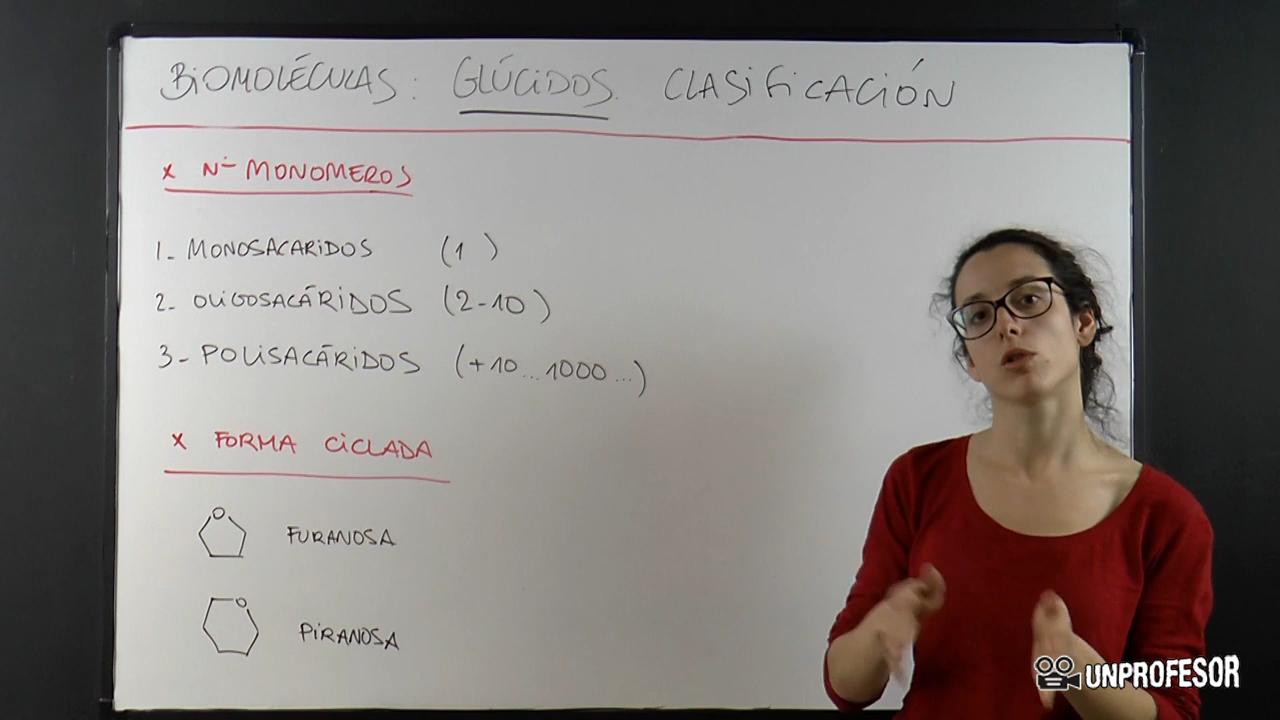 BIOMOLÉCULAS: GLÚCIDOS. CLASIFICACIÓN
x Nº MONOMEROS
1- MONOSACARIDOS (1 )
2- OLIGOSACÁRIDOS (2-10)
3- POLISACÁRIDOS (+10...1000...)
x FORMA CICLADA
O FURANOSA
O PIRANOSA
UNPROFESOR